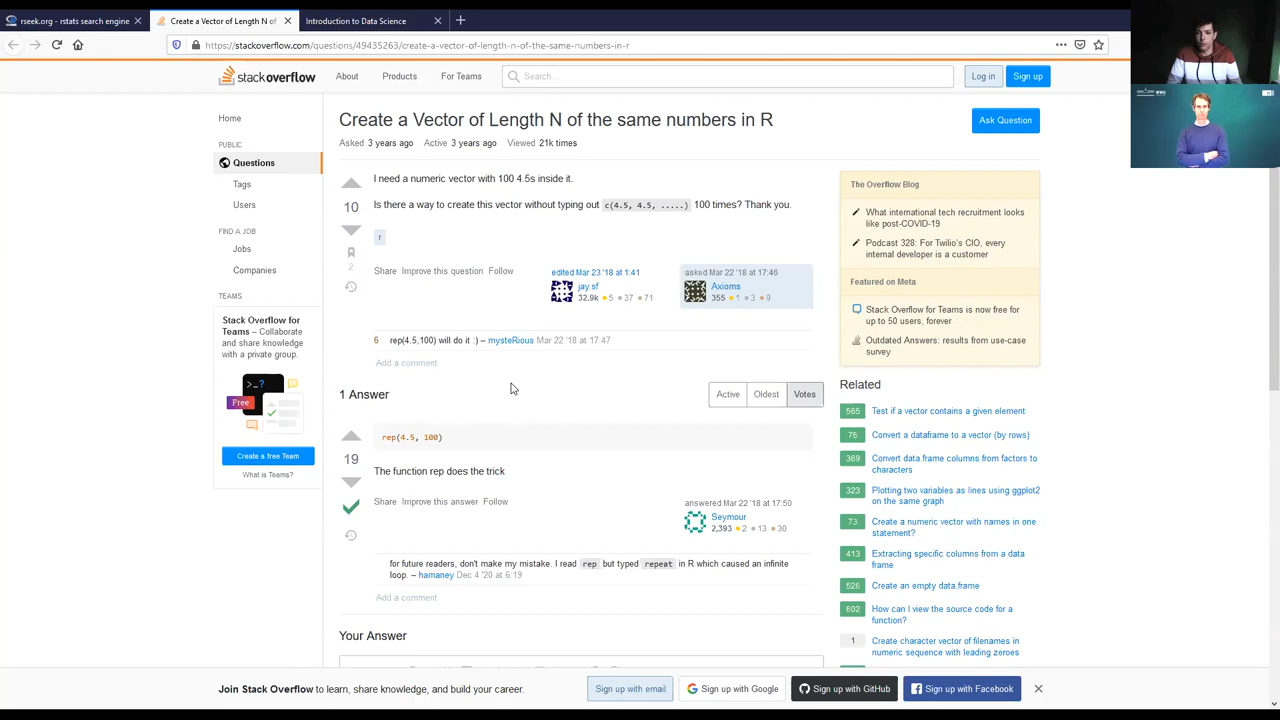 rseek.org - rstats search engine
Create a Vector of Length N of
Introduction to Data Science
https://stackoverflow.com/questions/49435263/create-a-vector-of-length-n-of-the-same-numbers-in-r
stackoverflow
About
Products
For Teams
Search...
Log in
Sign up
Home
PUBLIC
Questions
Tags
Users
FIND A JOB
Jobs
Companies
TEAMS
Stack Overflow for
Teams – Collaborate
and share knowledge
with a private group.
>_?
Free
Create a free Team
What is Teams?
Create a Vector of Length N of the same numbers in R
Ask Question
Asked 3 years ago Active 3 years ago Viewed 21k times
10
2
I need a numeric vector with 100 4.5s inside it.
Is there a way to create this vector without typing out c(4.5, 4.5, .....) 100 times? Thank you.
r
Share Improve this question Follow
edited Mar 23 '18 at 1:41
jay.sf
32.9k 5 37 71
asked Mar 22 '18 at 17:46
Axioms
355 1 3 9
6 rep(4.5,100) will do it :) – mysteRious Mar 22 '18 at 17:47
Add a comment
1 Answer
Active Oldest Votes
19
rep(4.5, 100)
The function rep does the trick
Share Improve this answer Follow
answered Mar 22 '18 at 17:50
Seymour
2,393 2 13 30
for future readers, don't make my mistake. I read rep but typed repeat in R which caused an infinite
loop. – hamaney Dec 4 '20 at 6:19
Add a comment
Your Answer
The Overflow Blog
What international tech recruitment looks
like post-COVID-19
Podcast 328: For Twilio's CIO, every
internal developer is a customer
Featured on Meta
Stack Overflow for Teams is now free for
up to 50 users, forever
Outdated Answers: results from use-case
survey
Related
565 Test if a vector contains a given element
76 Convert a dataframe to a vector (by rows)
369 Convert data.frame columns from factors to
characters
323 Plotting two variables as lines using ggplot2
on the same graph
73 Create a numeric vector with names in one
statement?
413 Extracting specific columns from a data
frame
526 Create an empty data.frame
602 How can I view the source code for a
function?
1 Create character vector of filenames in
numeric sequence with leading zeroes
Join Stack Overflow to learn, share knowledge, and build your career.
Sign up with email
Sign up with Google
Sign up with GitHub
Sign up with Facebook